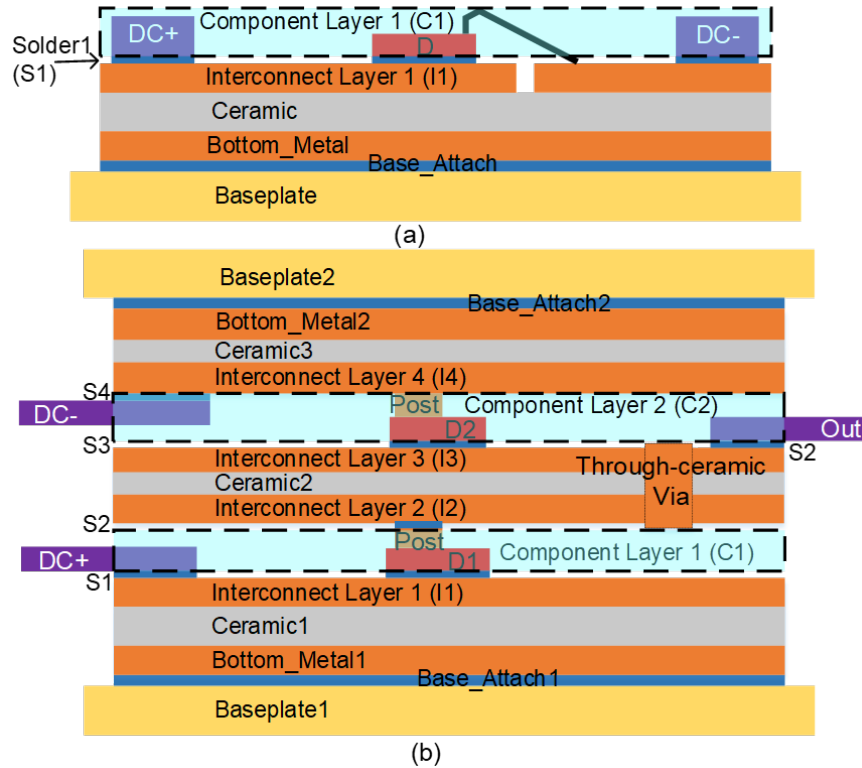 Component Layer 1 (C1)
DC+
D
DC-
Solder1
(S1)
Interconnect Layer 1 (I1)
Ceramic
Bottom_Metal
Base_Attach
Baseplate
(a)
Baseplate2
Base_Attach2
Bottom_Metal2
Ceramic3
Interconnect Layer 4 (I4)
S4
DC-
Post
Component Layer 2 (C2)
D2
Out
S3
S2
Interconnect Layer 3 (I3)
Through-ceramic
Via
Ceramic2
Interconnect Layer 2 (I2)
S2
Post
Component Layer 1 (C1)
DC+
D1
S1
Interconnect Layer 1 (I1)
Ceramic1
Bottom_Metal1
Base_Attach1
Baseplate1
(b)